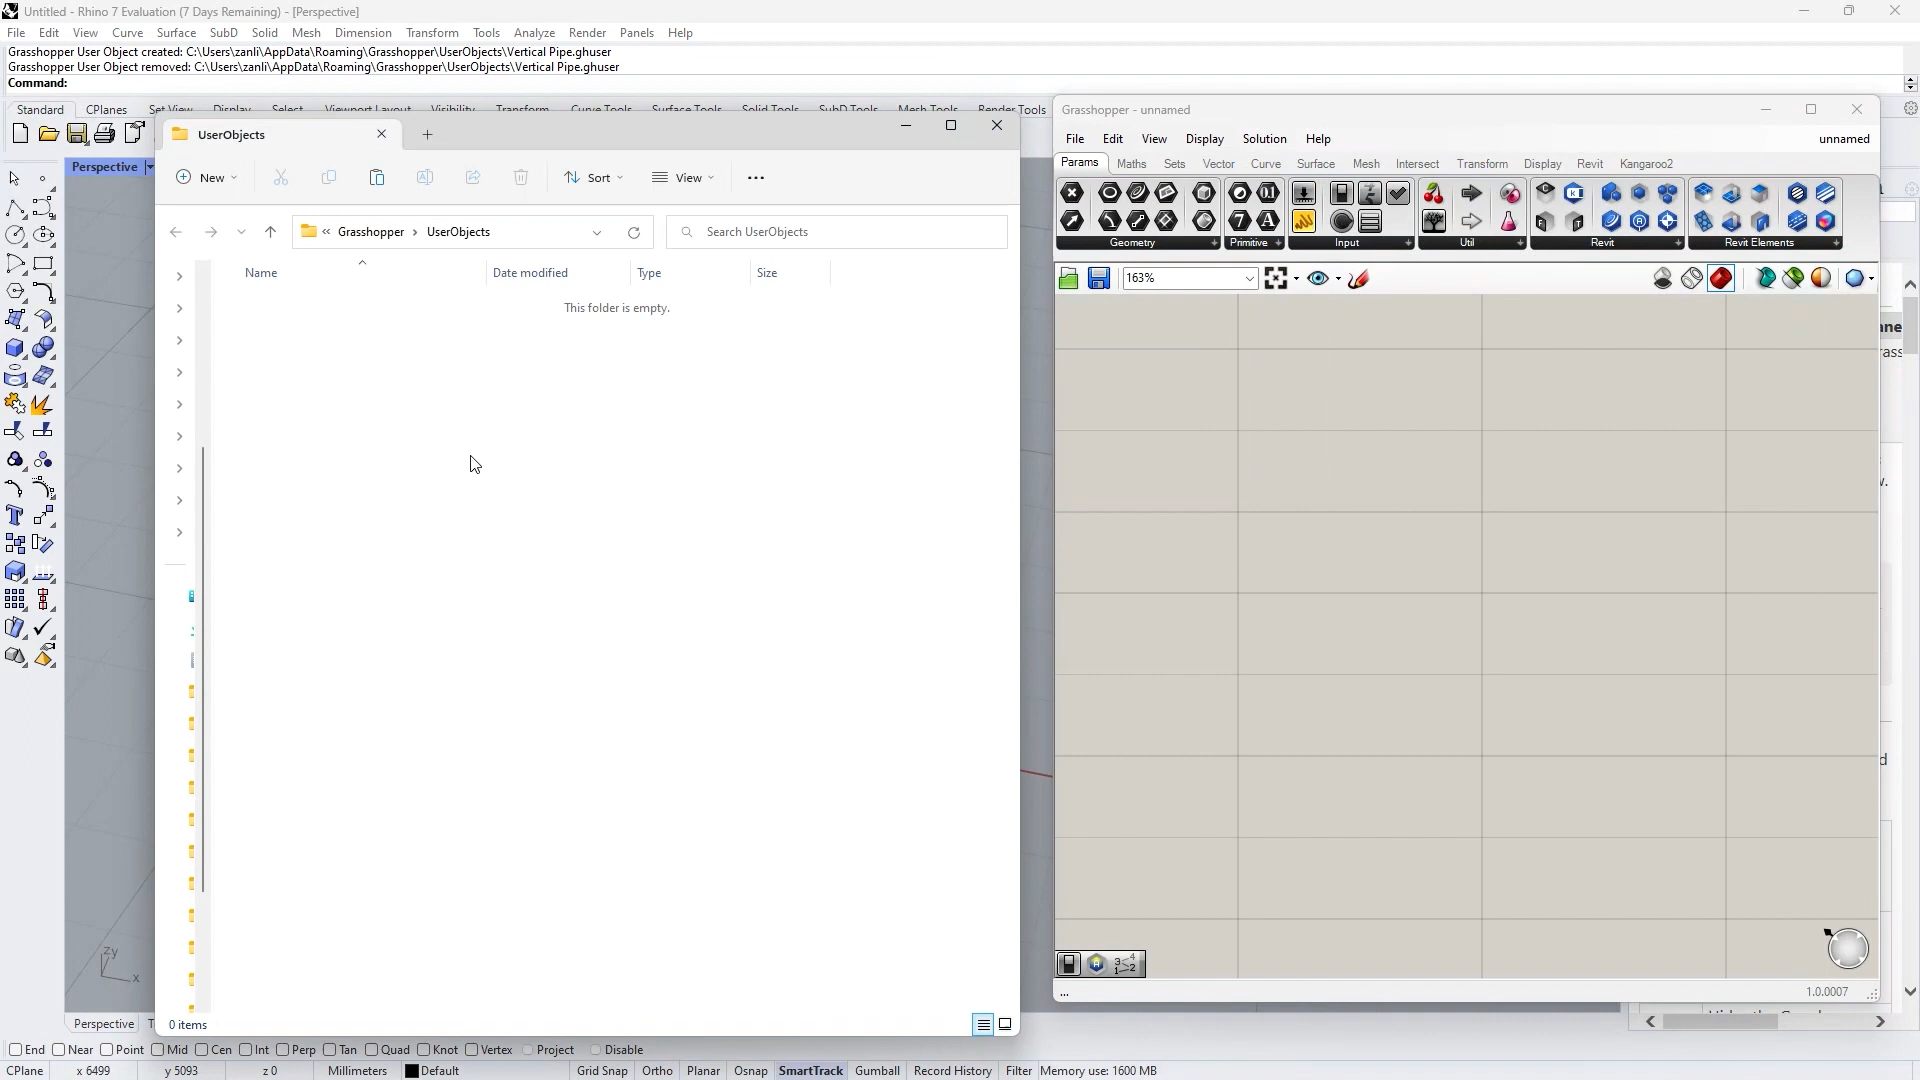 Untitled - Rhino 7 Evaluation (7 Days Remaining) - [Perspective]
File Edit View Curve Surface SubD Solid Mesh Dimension Transform Tools Analyze Render Panels Help
Grasshopper User Object created: C:\Users\zanli\AppData\Roaming\Grasshopper\UserObjects\Vertical Pipe.ghuser
Grasshopper User Object removed: C:\Users\zanli\AppData\Roaming\Grasshopper\UserObjects\Vertical Pipe.ghuser
Command:
Standard CPlanes Set View Display Select Viewport Layout Visibility Transform Curve Tools Surface Tools Solid Tools SubD Tools Mesh Tools Render Tools
Perspective
UserObjects
New Sort View
Grasshopper › UserObjects
Search UserObjects
Name Date modified Type Size
This folder is empty.
0 items
Grasshopper - unnamed
File Edit View Display Solution Help unnamed
Params Maths Sets Vector Curve Surface Mesh Intersect Transform Display Revit Kangaroo2
Geometry Primitive Input Util Revit Revit Elements
163%
1.0.0007
Perspective
End Near Point Mid Cen Int Perp Tan Quad Knot Vertex Project Disable
CPlane x 6499 y 5093 z 0 Millimeters Default Grid Snap Ortho Planar Osnap SmartTrack Gumball Record History Filter Memory use: 1600 MB